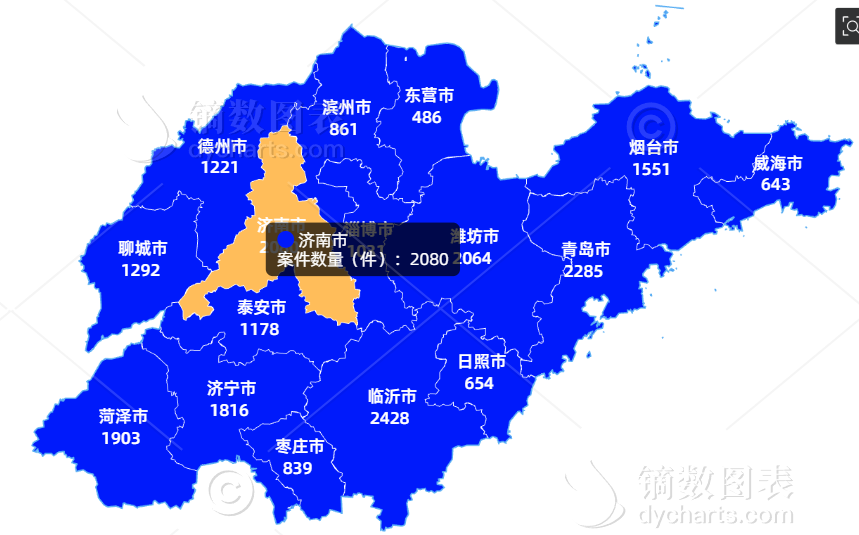 东营市
486
滨州市
861
镝数图表
dycharts.com
烟台市
1551
德州市
1221
威海市
643
济南市
淄博市
潍坊市
2064
济南市
案件数量（件）: 2080
聊城市
1292
青岛市
2285
泰安市
1178
日照市
654
济宁市
1816
临沂市
2428
菏泽市
1903
枣庄市
839
镝数图表
dycharts.com